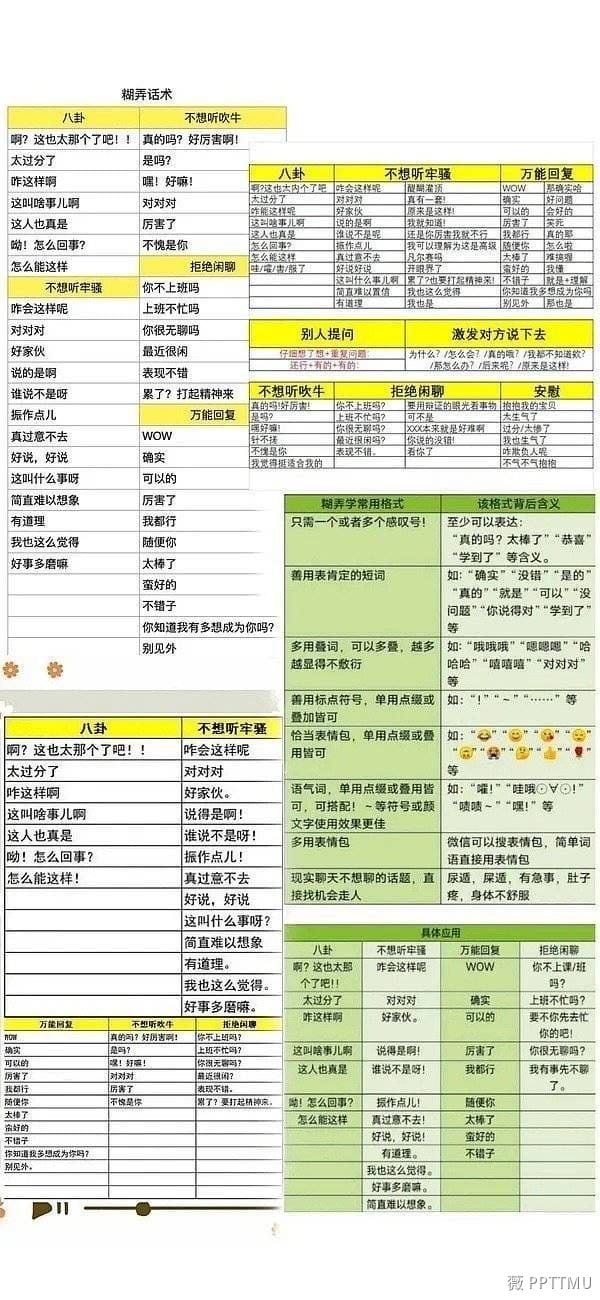 糊弄话术
八卦 不想听吹牛
啊？这也太那个了吧！！ 真的吗？好厉害啊！
太过分了 是吗？
咋这样啊 嘿！好嘛！
这叫啥事儿啊 对对对
这人也真是 厉害了
呦！怎么回事？ 不愧是你
怎么能这样 拒绝闲聊
不想听牢骚 你不上班吗？
咋会这样呢 上班不忙吗？
对对对 你很无聊吗？
好家伙 最近很闲
说的是啊 表现不错
谁说不是呀 累了？打起精神来
振作点儿 万能回复
真过意不去 WOW
好说，好说 确实
这叫什么事呀 可以的
简直难以想象 厉害了
有道理 我都行
我也这么觉得 随便你
好事多磨嘛 太棒了
蛮好的
不错子
你知道我有多想成为你吗？
别见外
八卦 不想听牢骚 万能回复
啊?这也太内个了吧 咋会这样呢 醍醐灌顶 WOW 那确实哈
太过分了 对对对 真有一套! 确实 好问题
咋能这样呢 好家伙 原来是这样! 可以的 会好的
这叫啥事儿啊 说的是啊 我就知道! 厉害了 笑死
这人也真是 谁说不是呢 还是你厉害我就不行 我都行 真的耶
怎么回事? 振作点儿 我可以理解为这是高级 随便你 怎么啦
怎么能这样 真过意不去 凡尔赛吗 太棒了 难搞喔
哇/嚯/害/服了 好说好说 开眼界了 蛮好的 我懂
这叫什么事儿啊 累了?也要打起精神来! 不错子 就是+理解
简直难以置信 我也这么觉得 你知道我多想成为你吗
有道理 我也是 别见外 那也是
别人提问 激发对方说下去
仔细想了想+重复问题: 为什么? /怎么会? /真的哦? /我都不知道欸?
还行+有的+有的: /那怎么办? /后来呢? /原来是这样!
不想听吹牛 拒绝闲聊 安慰
真的吗!好厉害! 你不上班吗? 要用辩证的眼光看事物 抱抱我的宝贝
是吗? 上班不忙吗? 可不是 太生气了
嘿好嘛! 你很无聊吗? XXX本来就是好难啊 过分/太惨了
针不搓 最近很闲吗? 你说的没错! 我也生气了
不愧是你 表现不错。 看你了 咋欺负人呢
我觉得挺适合我的 不气不气抱抱
糊弄学常用格式 该格式背后含义
只需一个或者多个感叹号！ 至少可以表达：
“真的吗？太棒了”“恭喜”
“学到了”等含义。
善用表肯定的短词 如：“确实”“没错”“是的”
“真的”“就是”“可以”“没
问题”“你说得对”“学到了”
等
多用叠词，可以多叠，越多 如：“哦哦哦”“嗯嗯嗯”“哈
越显得不敷衍 哈哈”“嘻嘻嘻”“对对对”
等
善用标点符号，单用点缀或 如：“！”“～”“……”等
叠加皆可
恰当表情包，单用点缀或叠 如：“😂”“😊”“😘”“😌”
用皆可 “🙃”“😭”“🤔”“👍”“🌹”
等
语气词，单用点缀或叠用皆 如：“嚯！”“哇哦⊙∀⊙！”
可，可搭配！～等符号或颜 “啧啧～”“嘿！”等
文字使用效果更佳
多用表情包 微信可以搜表情包，简单词
语直接用表情包
现实聊天不想聊的话题，直 尿遁，屎遁，有急事，肚子
接找机会走人 疼，身体不舒服
八卦 不想听牢骚
啊？这也太那个了吧！！ 咋会这样呢
太过分了 对对对
咋这样啊 好家伙。
这叫啥事儿啊 说得是啊！
这人也真是 谁说不是呀！
呦！怎么回事？ 振作点儿！
怎么能这样！ 真过意不去
好说，好说
这叫什么事呀？
简直难以想象
有道理。
我也这么觉得。
好事多磨嘛。
万能回复 不想听吹牛 拒绝闲聊
WOW 真的吗？好厉害啊！ 你不上班吗？
确实 是吗？ 上班不忙吗？
可以的 嘿！好嘛！ 你很无聊吗？
厉害了 对对对 最近很闲？
我都行 厉害了 表现不错。
随便你 不愧是你 累了？要打起精神来。
太棒了
蛮好的
不错子
你知道我有多想成为你吗？
别见外。
具体应用
八卦 不想听牢骚 万能回复 拒绝闲聊
啊？这也太那 咋会这样呢 WOW 你不上课/班
个了吧!! 吗？
太过分了 对对对 确实 上班不忙吗？
咋这样啊 好家伙。 可以的 要不你先去忙
你的吧！
这叫啥事儿啊 说得是啊！ 厉害了 你很无聊吗？
这人也真是 谁说不是呀！ 我都行 我有事先不聊
了。
呦！怎么回事？ 振作点儿！ 随便你
怎么能这样 真过意不去！ 太棒了
好说，好说！ 蛮好的
有道理。 不错子
我也这么觉得。
好事多磨嘛。
简直难以想象。
薇 PPTTMU